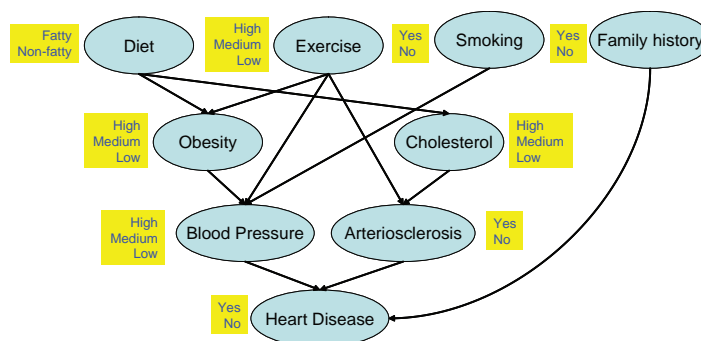 Fatty
Non-fatty
Diet
High
Medium
Low
Exercise
Yes
No
Smoking
Yes
No
Family history
High
Medium
Low
Obesity
Cholesterol
High
Medium
Low
High
Medium
Low
Blood Pressure
Arteriosclerosis
Yes
No
Yes
No
Heart Disease